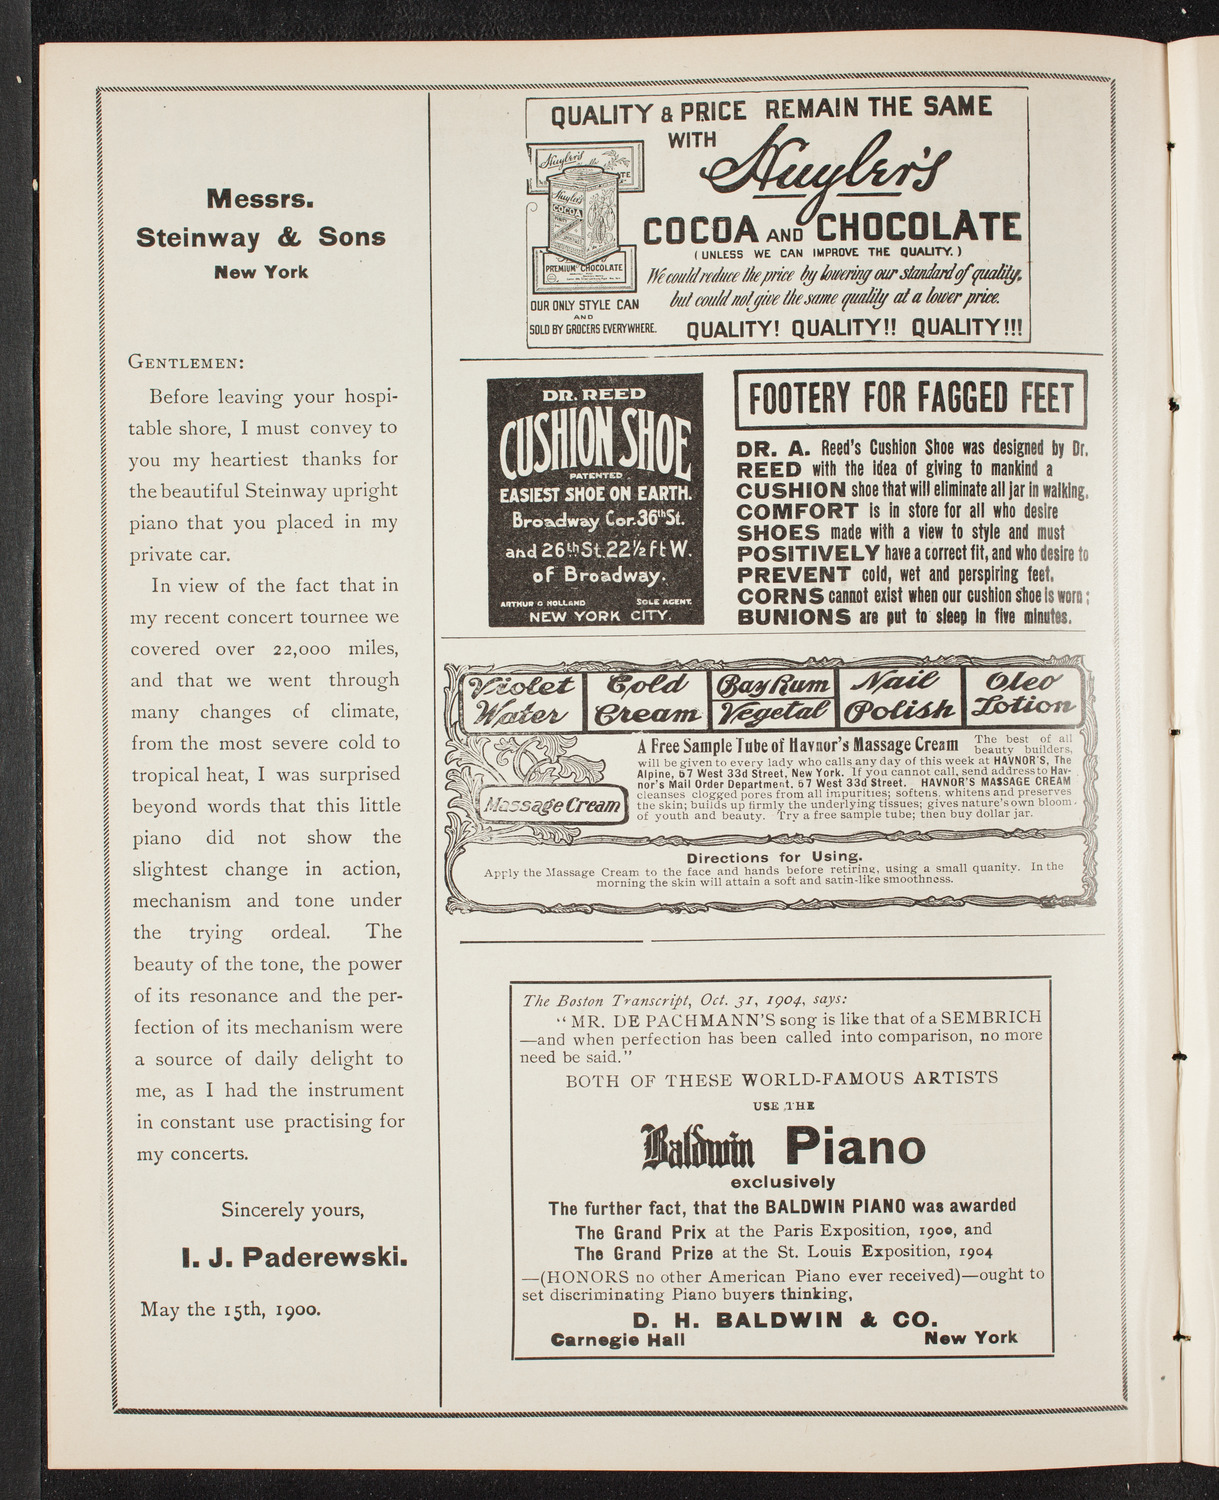 Messrs.
Steinway & Sons
New York
GENTLEMEN:
Before leaving your hospi-
table shore, I must convey to
you my heartiest thanks for
the beautiful Steinway upright
piano that you placed in my
private car.
In view of the fact that in
my recent concert tournee we
covered over 22,000 miles,
and that we went through
many changes of climate,
from the most severe cold to
tropical heat, I was surprised
beyond words that this little
piano did not show the
slightest change in action,
mechanism and tone under
the trying ordeal. The
beauty of the tone, the power
of its resonance and the per-
fection of its mechanism were
a source of daily delight to
me, as I had the instrument
in constant use practising for
my concerts.
Sincerely yours,
I. J. Paderewski.
May the 15th, 1900.
QUALITY & PRICE REMAIN THE SAME
WITH
Huyler's
COCOA AND CHOCOLATE
(UNLESS WE CAN IMPROVE THE QUALITY.)
We could reduce the price by lowering our standard of quality,
but could not give the same quality at a lower price.
QUALITY! QUALITY!! QUALITY!!!
Huyler's
Huyler's
COCOA
PREMIUM CHOCOLATE
OUR ONLY STYLE CAN
AND
SOLD BY GROCERS EVERYWHERE.
DR. REED
CUSHION SHOE
PATENTED
EASIEST SHOE ON EARTH.
Broadway Cor. 36th St.
and 26th St. 22½ ft W.
of Broadway.
ARTHUR G HOLLAND SOLE AGENT.
NEW YORK CITY.
FOOTERY FOR FAGGED FEET
DR. A. Reed's Cushion Shoe was designed by Dr.
REED with the idea of giving to mankind a
CUSHION shoe that will eliminate all jar in walking.
COMFORT is in store for all who desire
SHOES made with a view to style and must
POSITIVELY have a correct fit, and who desire to
PREVENT cold, wet and perspiring feet.
CORNS cannot exist when our cushion shoe is worn;
BUNIONS are put to sleep in five minutes.
Violet Water
Cold Cream
Bay Rum
Vegetal
Nail Polish
Oleo Lotion
Massage Cream
A Free Sample Tube of Havnor's Massage Cream The best of all
beauty builders,
will be given to every lady who calls any day of this week at HAVNOR'S, The
Alpine, 57 West 33d Street, New York. If you cannot call, send address to Hav-
nor's Mail Order Department, 57 West 33d Street. HAVNOR'S MASSAGE CREAM
cleanses clogged pores from all impurities; softens, whitens and preserves
the skin; builds up firmly the underlying tissues; gives nature's own bloom
of youth and beauty. Try a free sample tube; then buy dollar jar.
Directions for Using.
Apply the Massage Cream to the face and hands before retiring, using a small quanity. In the
morning the skin will attain a soft and satin-like smoothness.
The Boston Transcript, Oct. 31, 1904, says:
"MR. DE PACHMANN'S song is like that of a SEMBRICH
—and when perfection has been called into comparison, no more
need be said."
BOTH OF THESE WORLD-FAMOUS ARTISTS
USE THE
Baldwin Piano
exclusively
The further fact, that the BALDWIN PIANO was awarded
The Grand Prix at the Paris Exposition, 1900, and
The Grand Prize at the St. Louis Exposition, 1904
—(HONORS no other American Piano ever received)—ought to
set discriminating Piano buyers thinking,
D. H. BALDWIN & CO.
Carnegie Hall New York